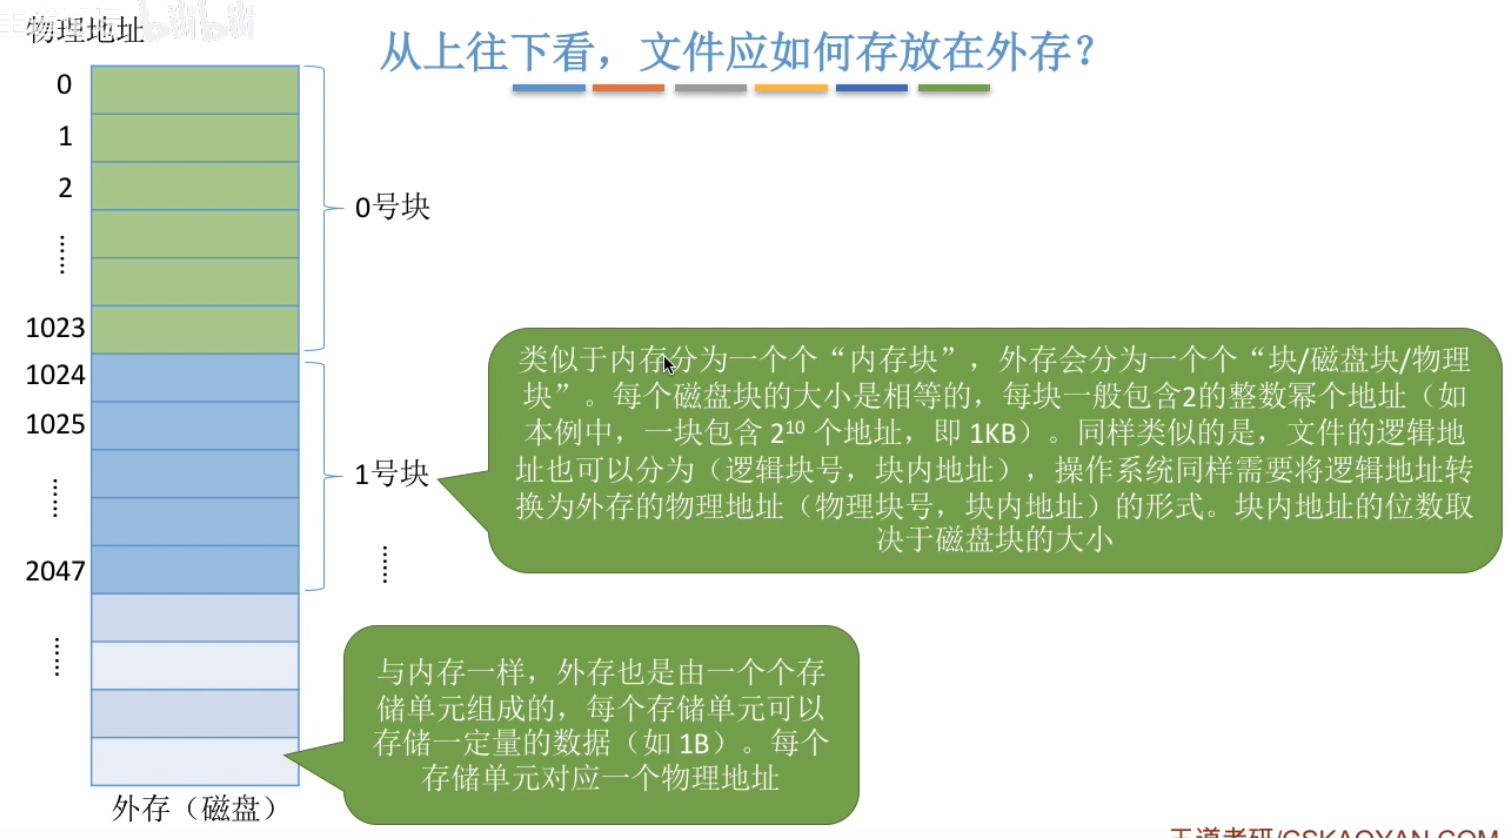 物理地址
从上往下看，文件应如何存放在外存？
0
1
2
……
1023
0号块
1024
1025
……
2047
1号块
……
……
外存（磁盘）
类似于内存分为一个个“内存块”，外存会分为一个个“块/磁盘块/物理
块”。每个磁盘块的大小是相等的，每块一般包含2的整数幂个地址（如
本例中，一块包含 2¹⁰ 个地址，即 1KB）。同样类似的是，文件的逻辑地
址也可以分为（逻辑块号，块内地址），操作系统同样需要将逻辑地址转
换为外存的物理地址（物理块号，块内地址）的形式。块内地址的位数取
决于磁盘块的大小
与内存一样，外存也是由一个个存
储单元组成的，每个存储单元可以
存储一定量的数据（如 1B）。每个
存储单元对应一个物理地址
王道考研/CSKAOYAN.COM